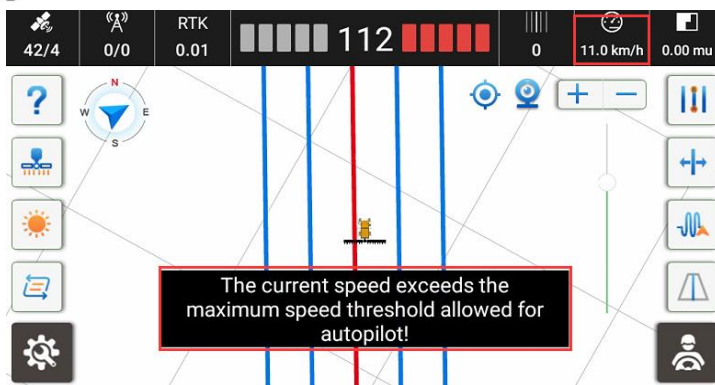 42/4
0/0
RTK
0.01
112
0
11.0 km/h
0.00 mu
?
N
W E
S
The current speed exceeds the
maximum speed threshold allowed for
autopilot!